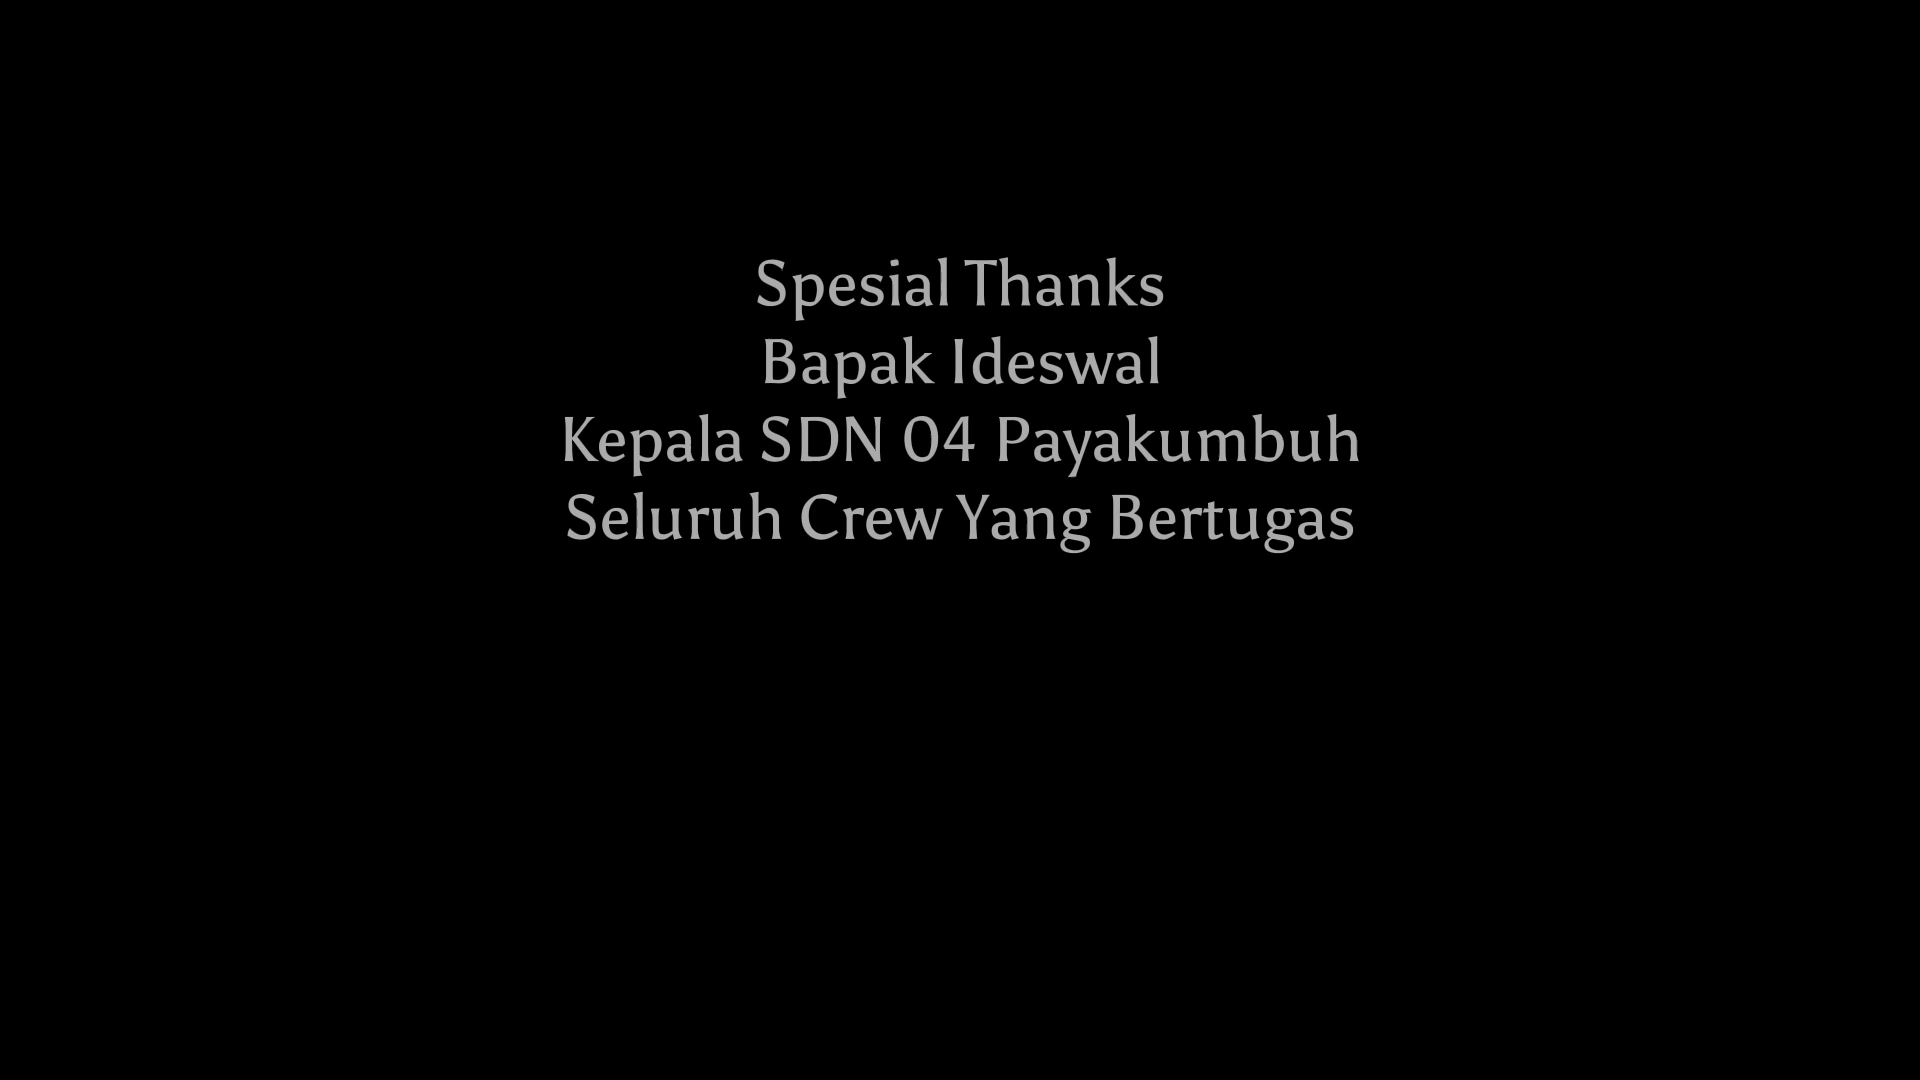 Spesial Thanks
Bapak Ideswal
Kepala SDN 04 Payakumbuh
Seluruh Crew Yang Bertugas